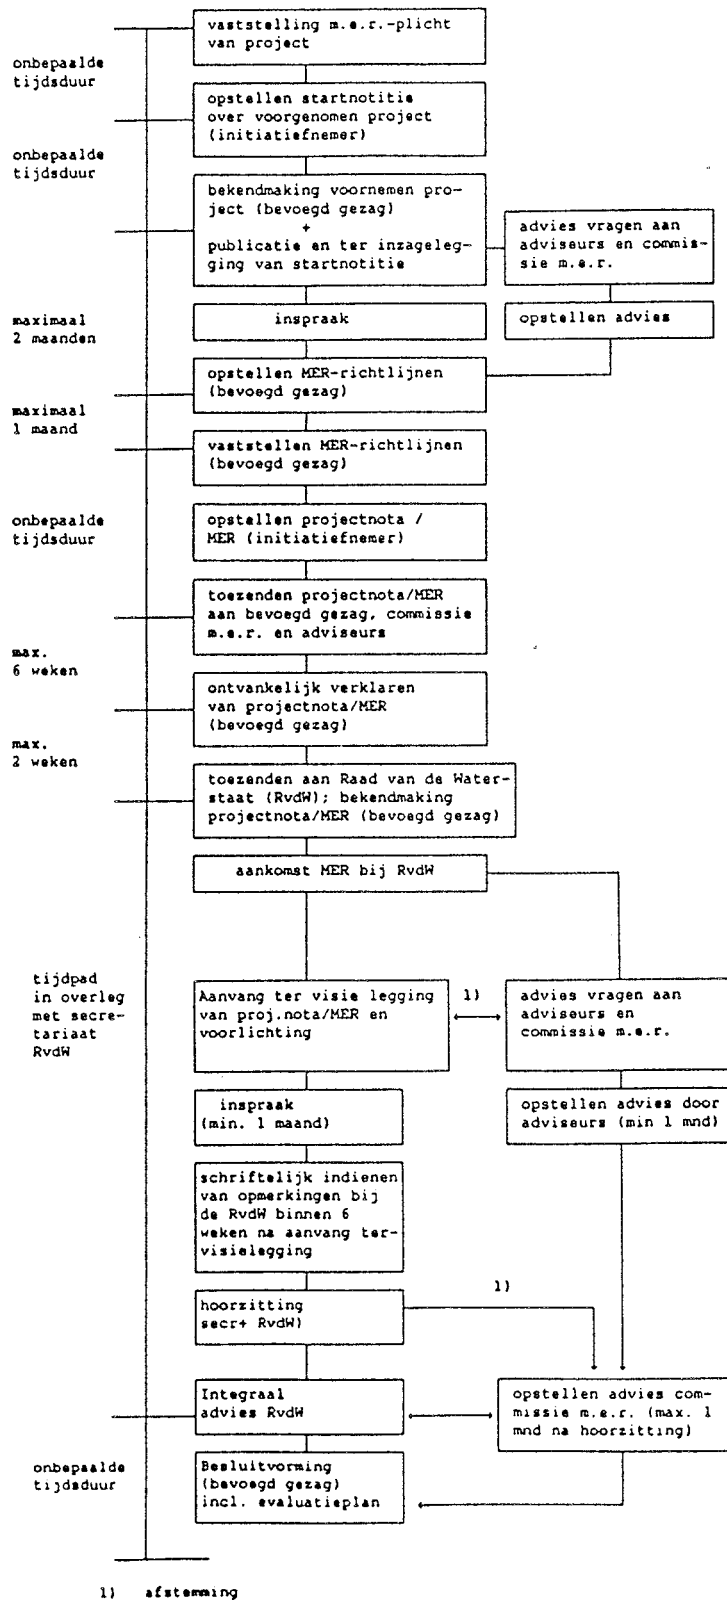 vaststelling m.e.r.-plicht
van project
onbepaalde
tijdsduur
opstellen startnotitie
over voorgenomen project
(initiatiefnemer)
onbepaalde
tijdsduur
bekendmaking voornemen pro-
ject (bevoegd gezag)
+
publicatie en ter inzageleg-
ging van startnotitie
advies vragen aan
adviseurs en commis-
sie m.e.r.
maximaal
2 maanden
inspraak
opstellen advies
opstellen MER-richtlijnen
(bevoegd gezag)
maximaal
1 maand
vaststellen MER-richtlijnen
(bevoegd gezag)
onbepaalde
tijdsduur
opstellen projectnota /
MER (initiatiefnemer)
toezenden projectnota/MER
aan bevoegd gezag, commissie
m.e.r. en adviseurs
max.
6 weken
ontvankelijk verklaren
van projectnota/MER
(bevoegd gezag)
max.
2 weken
toezenden aan Raad van de Water-
staat (RvdW); bekendmaking
projectnota/MER (bevoegd gezag)
aankomst MER bij RvdW
tijdpad
in overleg
met secre-
tariaat
RvdW
Aanvang ter visie legging
van proj.nota/MER en
voorlichting
1)
advies vragen aan
adviseurs en
commissie m.e.r.
inspraak
(min. 1 maand)
opstellen advies door
adviseurs (min 1 mnd)
schriftelijk indienen
van opmerkingen bij
de RvdW binnen 6
weken na aanvang ter-
visielegging
1)
hoorzitting
secr+ RvdW)
Integraal
advies RvdW
opstellen advies com-
missie m.e.r. (max. 1
mnd na hoorzitting)
onbepaalde
tijdsduur
Besluitvorming
(bevoegd gezag)
incl. evaluatieplan
1) afstemming